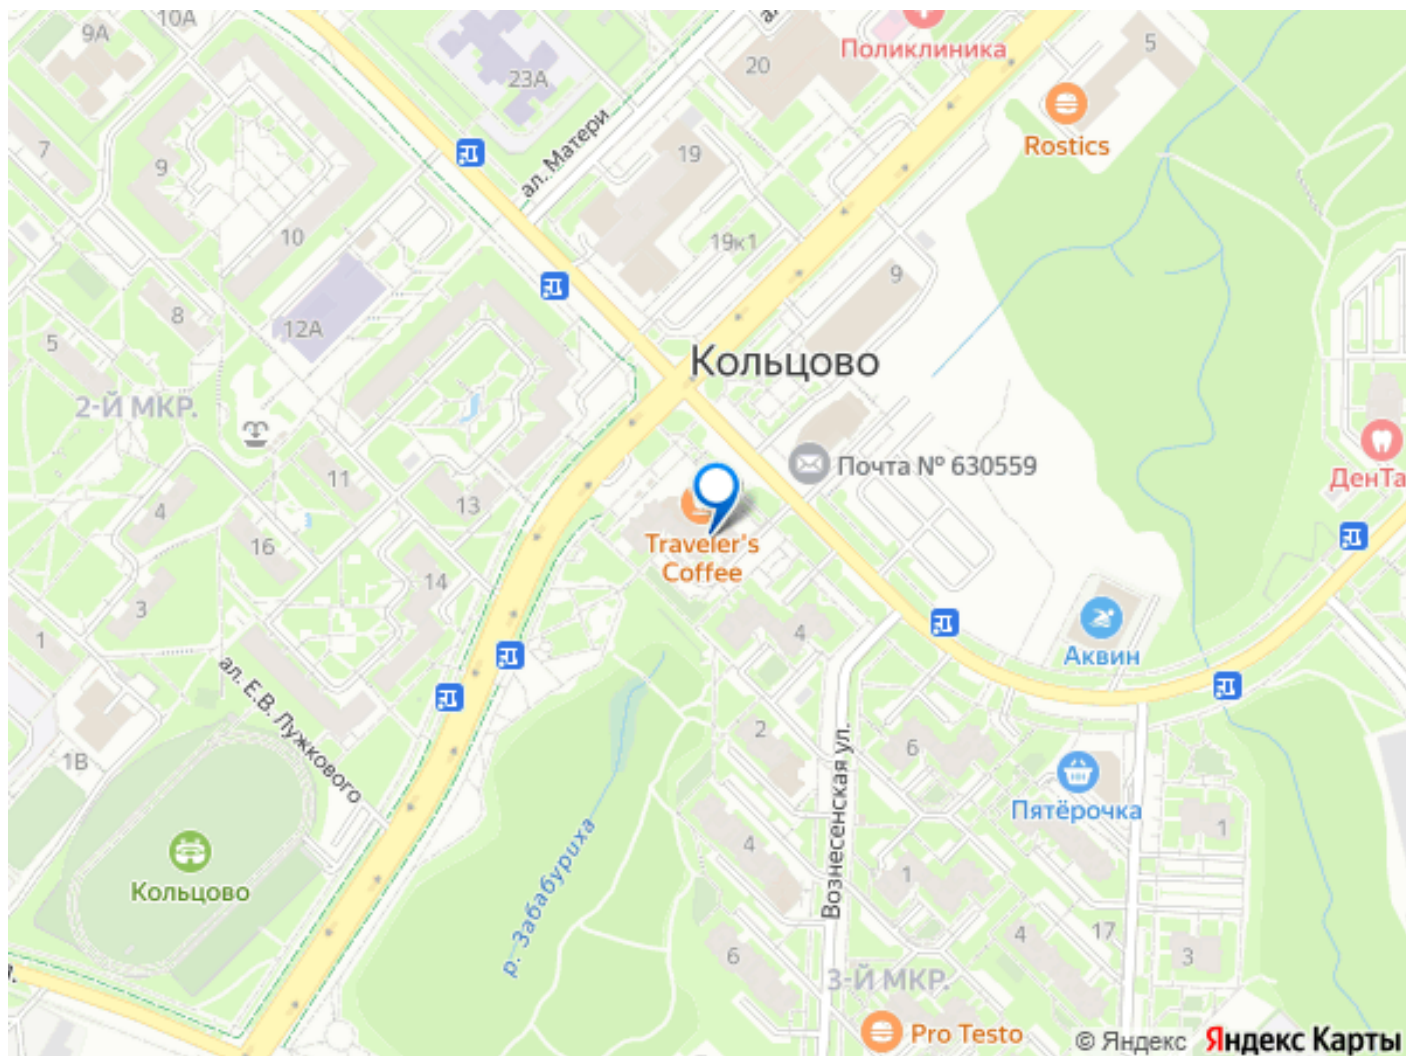 10А
9А
ал.
Поликлиника
5
20
23А
Rostics
ал. Матери
7
9
19
10
19к1
9
8
12А
5
Кольцово
2-Й МКР.
11
Почта № 630559
ДенТа
4
13
16
Traveler's
Coffee
14
3
1
4
Аквин
ал. Е.В. Лужкового
2
6
1В
Вознесенская ул.
Пятёрочка
1
4
Кольцово
р. Забабуриха
1
17
4
6
3
3-Й МКР.
Pro Testo
© Яндекс Яндекс Карты